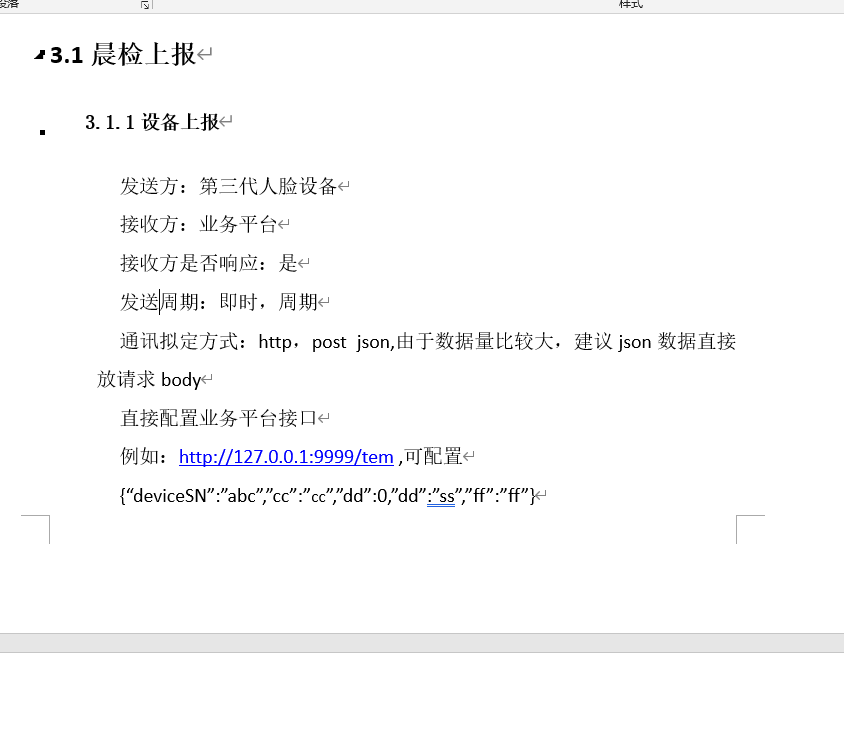 样式
3.1 晨检上报
3.1.1 设备上报
发送方：第三代人脸设备
接收方：业务平台
接收方是否响应：是
发送周期：即时，周期
通讯拟定方式：http，post json,由于数据量比较大，建议 json 数据直接
放请求 body
直接配置业务平台接口
例如：http://127.0.0.1:9999/tem ,可配置
{“deviceSN”:”abc”,”cc”:”cc”,”dd”:0,”dd”:”ss”,”ff”:”ff”}